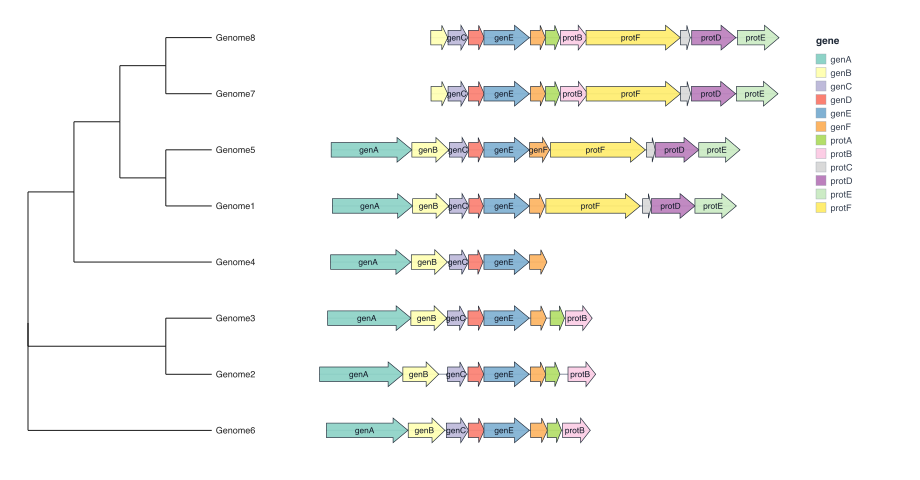 Genome8 genC genE protB protF protD protE
Genome7 genC genE protB protF protD protE
Genome5 genA genB genC genE genF protF protD protE
Genome1 genA genB genC genE protF protD protE
Genome4 genA genB genC genE
Genome3 genA genB genC genE protB
Genome2 genA genB genC genE protB
Genome6 genA genB genC genE protB
gene
genA
genB
genC
genD
genE
genF
protA
protB
protC
protD
protE
protF